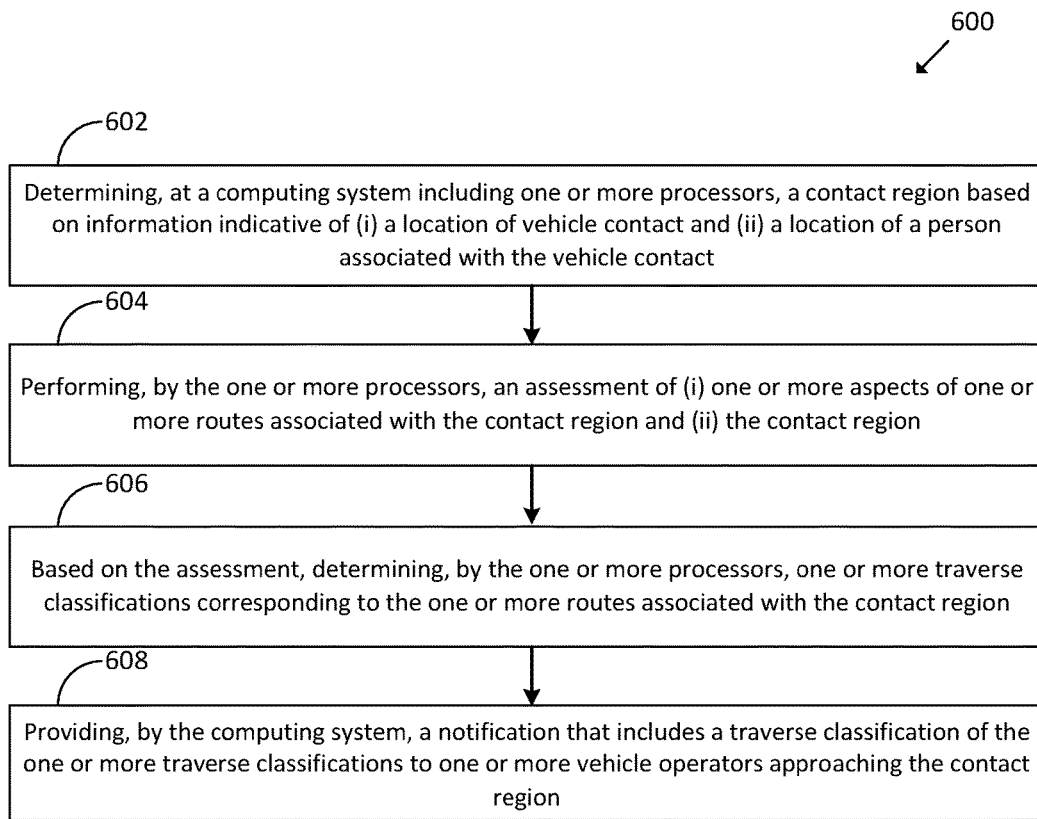 600
602
Determining, at a computing system including one or more processors, a contact region based
on information indicative of (i) a location of vehicle contact and (ii) a location of a person
associated with the vehicle contact
604
Performing, by the one or more processors, an assessment of (i) one or more aspects of one or
more routes associated with the contact region and (ii) the contact region
606
Based on the assessment, determining, by the one or more processors, one or more traverse
classifications corresponding to the one or more routes associated with the contact region
608
Providing, by the computing system, a notification that includes a traverse classification of the
one or more traverse classifications to one or more vehicle operators approaching the contact
region